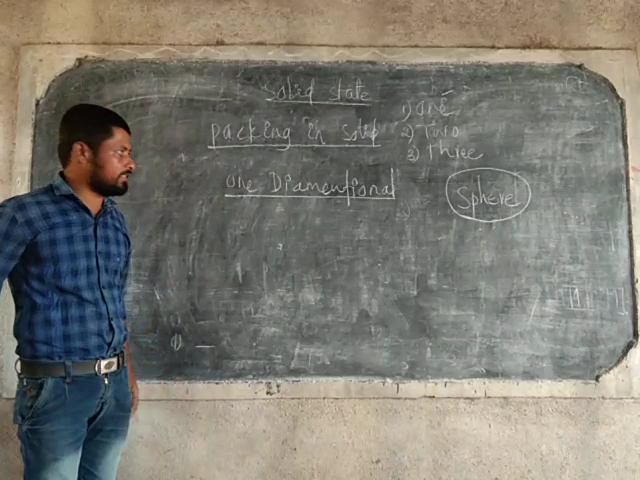 Solid state
packing in solid
one Diamentional
1) one
2) Two
3) Three
Sphere